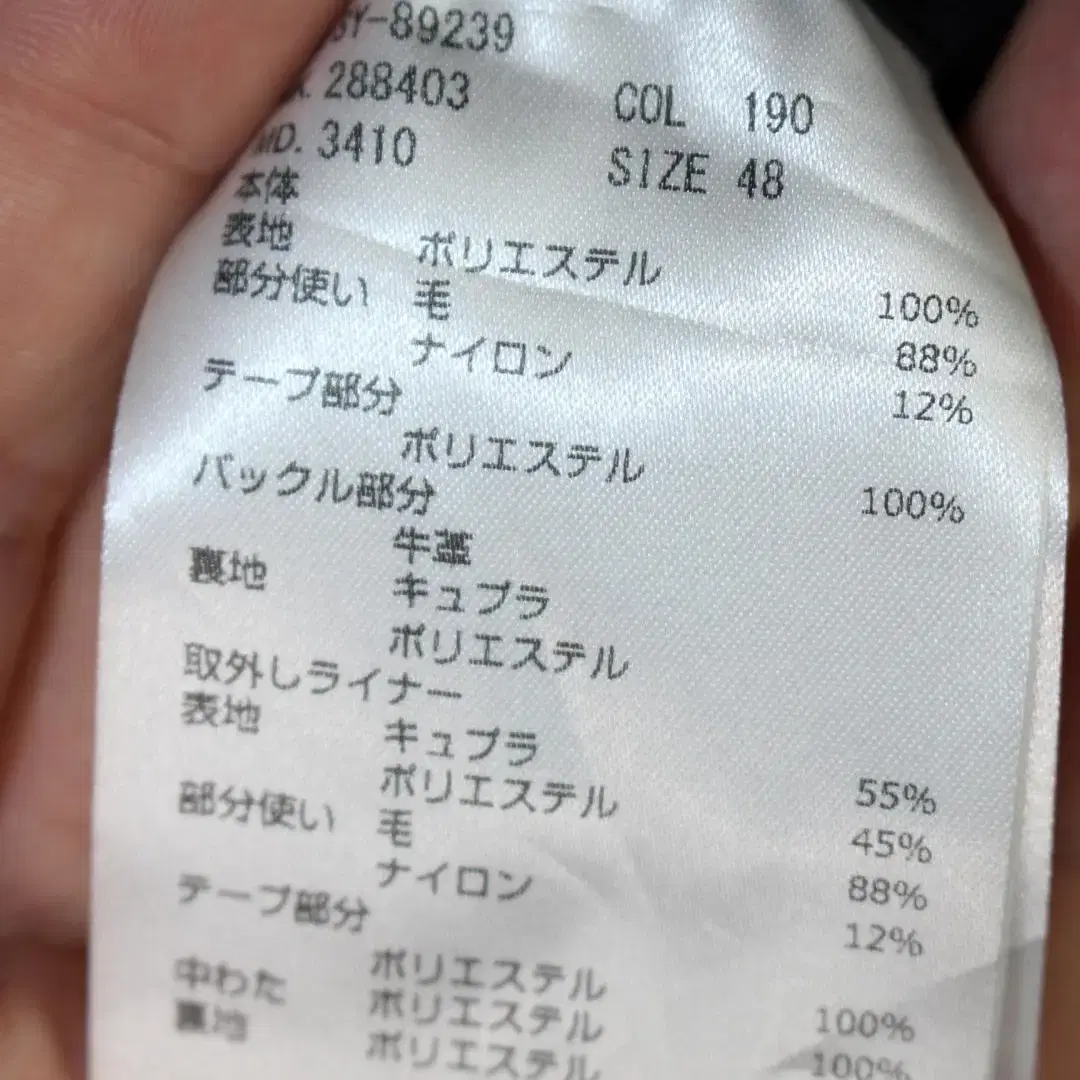 -89239
288403 COL 190
3410 SIZE 48
本体
表地 ポリエステル 100%
部分使い 毛 88%
ナイロン 12%
テープ部分
ポリエステル 100%
バックル部分
牛革
裏地 キュプラ
ポリエステル
取外しライナー
表地 キュプラ 55%
ポリエステル 45%
部分使い 毛 88%
ナイロン 12%
テープ部分
ポリエステル 100%
中わた ポリエステル 100%
裏地 ポリエステル